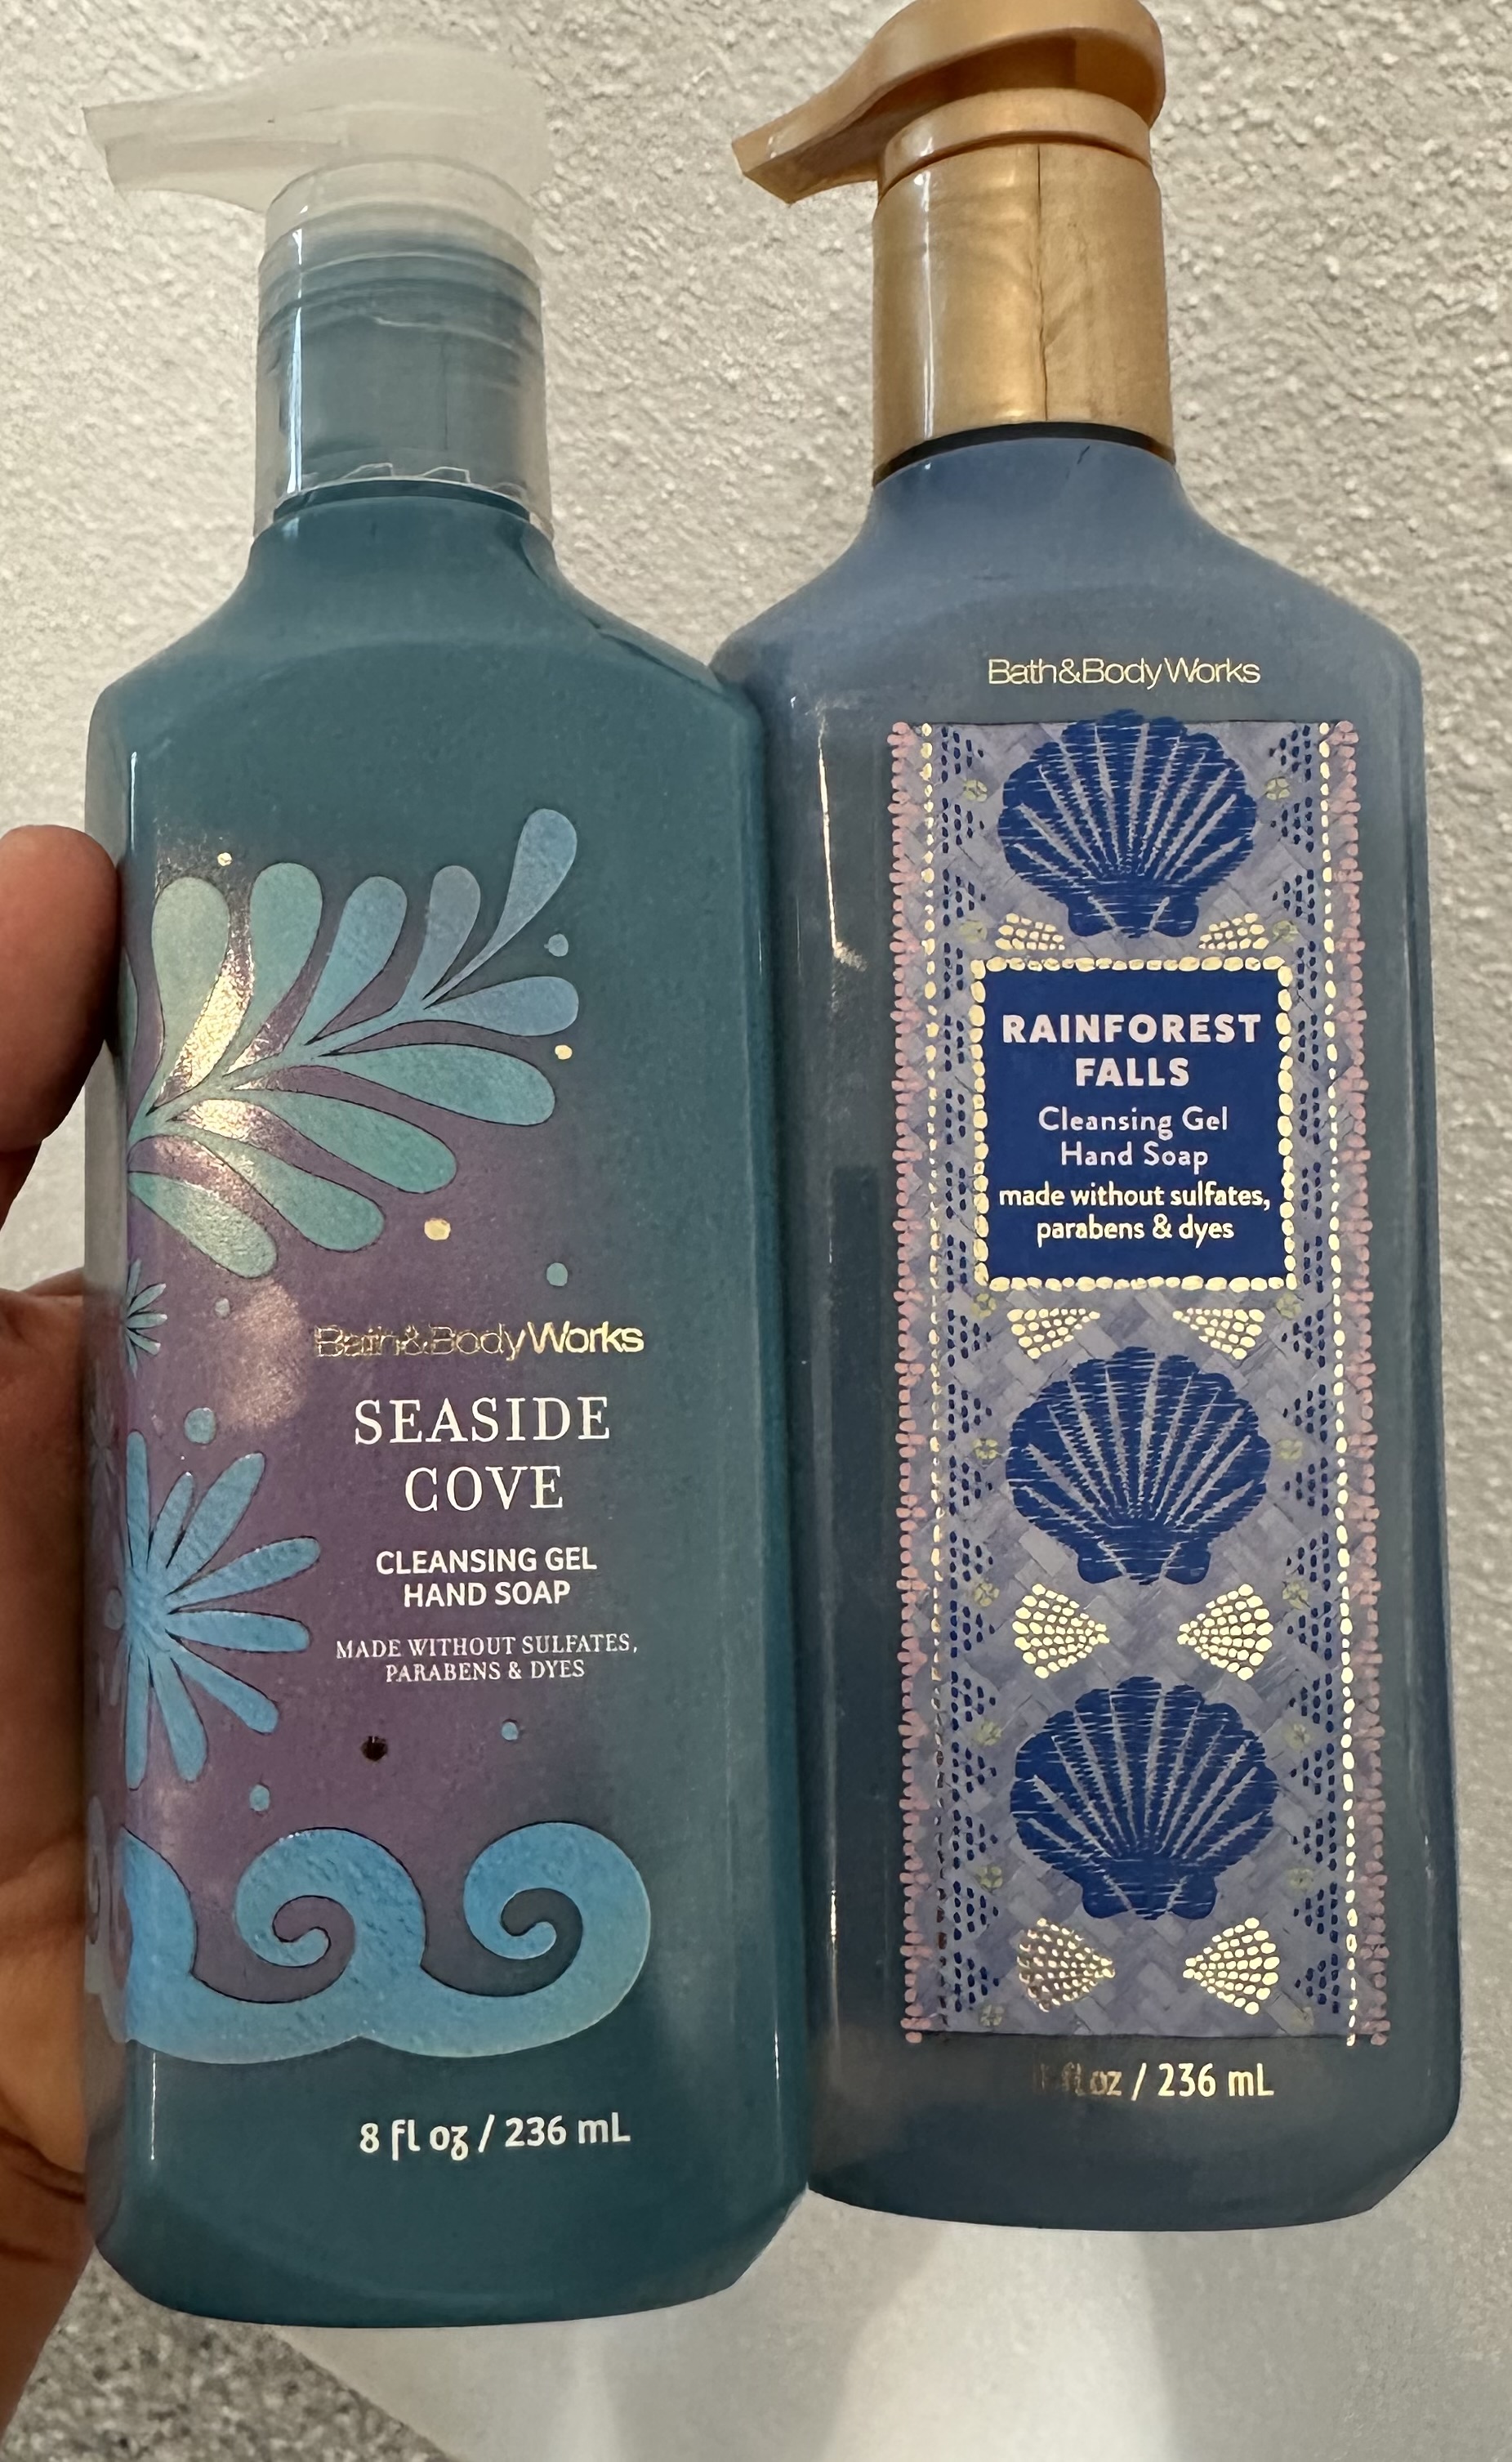 Bath&BodyWorks
SEASIDE
COVE
CLEANSING GEL
HAND SOAP
MADE WITHOUT SULFATES,
PARABENS & DYES
8 fl oz / 236 mL
Bath&BodyWorks
RAINFOREST
FALLS
Cleansing Gel
Hand Soap
made without sulfates,
parabens & dyes
fl oz / 236 mL